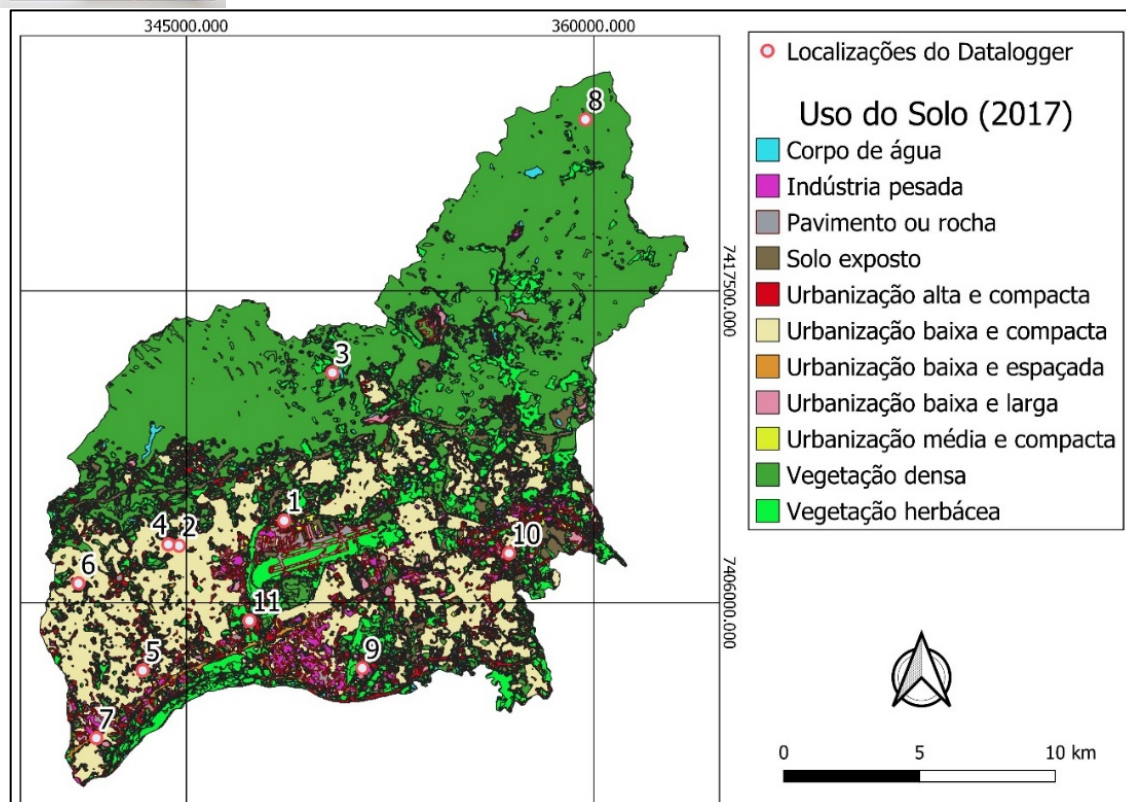 345000.000
360000.000
7417500.000
7406000.000
8
3
1
4
2
10
6
11
5
9
7
Localizações do Datalogger
Uso do Solo (2017)
Corpo de água
Indústria pesada
Pavimento ou rocha
Solo exposto
Urbanização alta e compacta
Urbanização baixa e compacta
Urbanização baixa e espaçada
Urbanização baixa e larga
Urbanização média e compacta
Vegetação densa
Vegetação herbácea
0 5 10 km